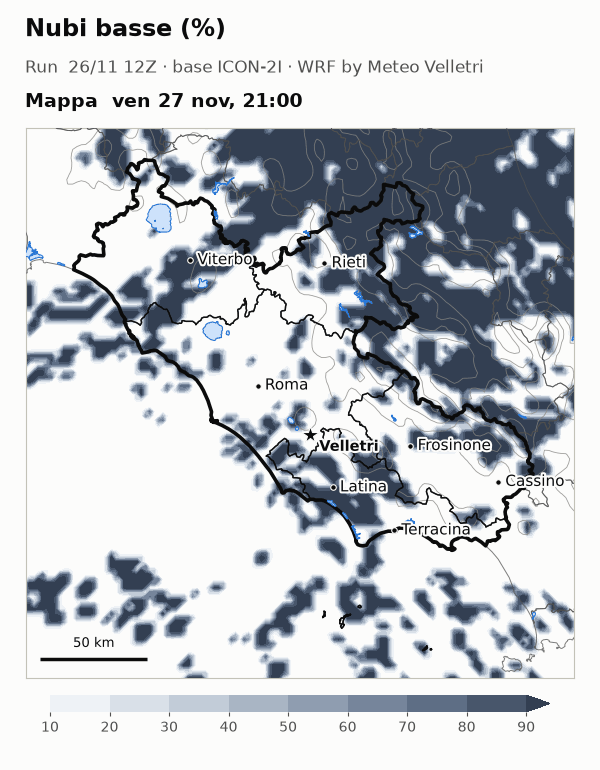 Nubi basse (%)
Run  26/11 12Z · base ICON-2I · WRF by Meteo Velletri
Mappa  ven 27 nov, 21:00
Viterbo
Rieti
Roma
Velletri
Frosinone
Latina
Cassino
Terracina
50 km
10 20 30 40 50 60 70 80 90